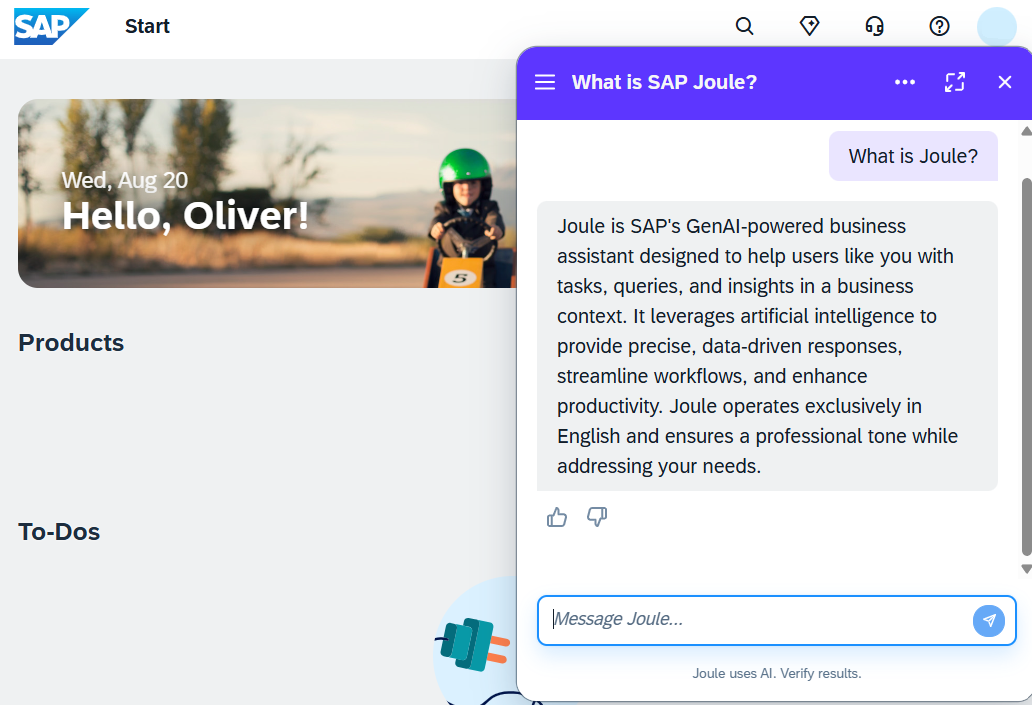 SAP
Start
What is SAP Joule?
What is Joule?
Wed, Aug 20
Hello, Oliver!
5
Joule is SAP's GenAI-powered business
assistant designed to help users like you with
tasks, queries, and insights in a business
context. It leverages artificial intelligence to
provide precise, data-driven responses,
streamline workflows, and enhance
productivity. Joule operates exclusively in
English and ensures a professional tone while
addressing your needs.
Products
To-Dos
Message Joule...
Joule uses AI. Verify results.